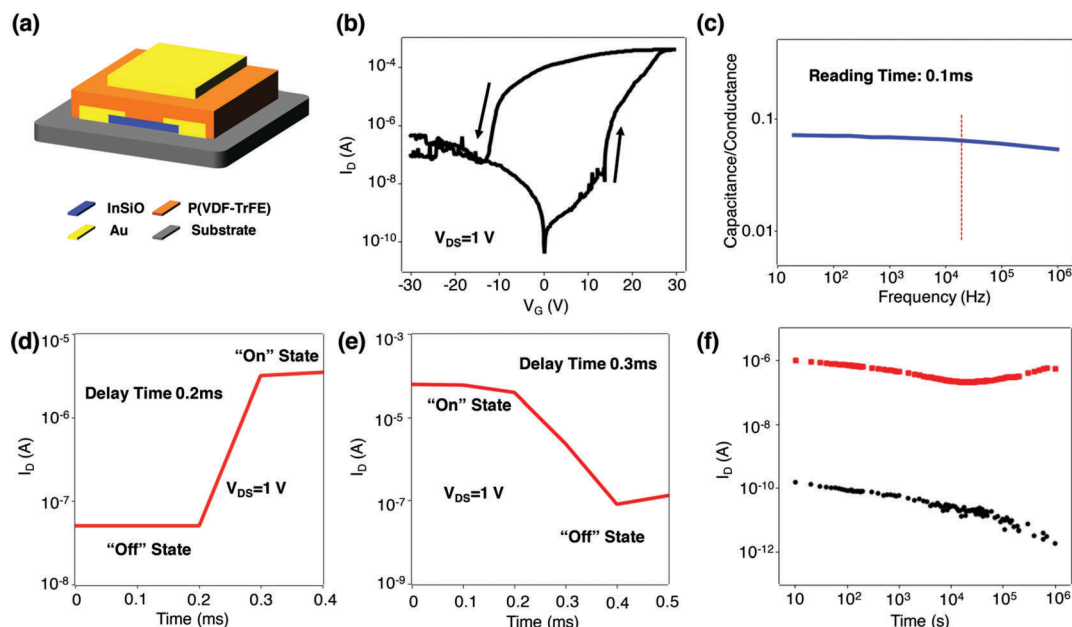 (a)
InSiO
P(VDF-TrFE)
Au
Substrate
(b)
10⁻⁴
10⁻⁶
10⁻⁸
10⁻¹⁰
I_D (A)
V_DS=1 V
-30
-20
-10
0
10
20
30
V_G (V)
(c)
Reading Time: 0.1ms
0.1
0.01
Capacitance/Conductance
10²
10³
10⁴
10⁵
10⁶
Frequency (Hz)
(d)
10⁻⁵
10⁻⁶
10⁻⁷
10⁻⁸
I_D (A)
“On” State
Delay Time 0.2ms
V_DS=1 V
“Off” State
0
0.1
0.2
0.3
0.4
Time (ms)
(e)
10⁻³
10⁻⁵
10⁻⁷
10⁻⁹
I_D (A)
Delay Time 0.3ms
“On” State
V_DS=1 V
“Off” State
0
0.1
0.2
0.3
0.4
0.5
Time (ms)
(f)
10⁻⁶
10⁻¹⁰
10⁻¹²
I_D (A)
10
10²
10³
10⁴
10⁵
10⁶
Time (s)